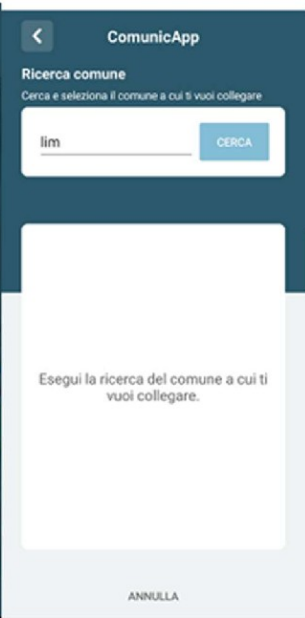 ComunicApp
Ricerca comune
Cerca e seleziona il comune a cui ti vuoi collegare
lim
CERCA
Esegui la ricerca del comune a cui ti
vuoi collegare.
ANNULLA